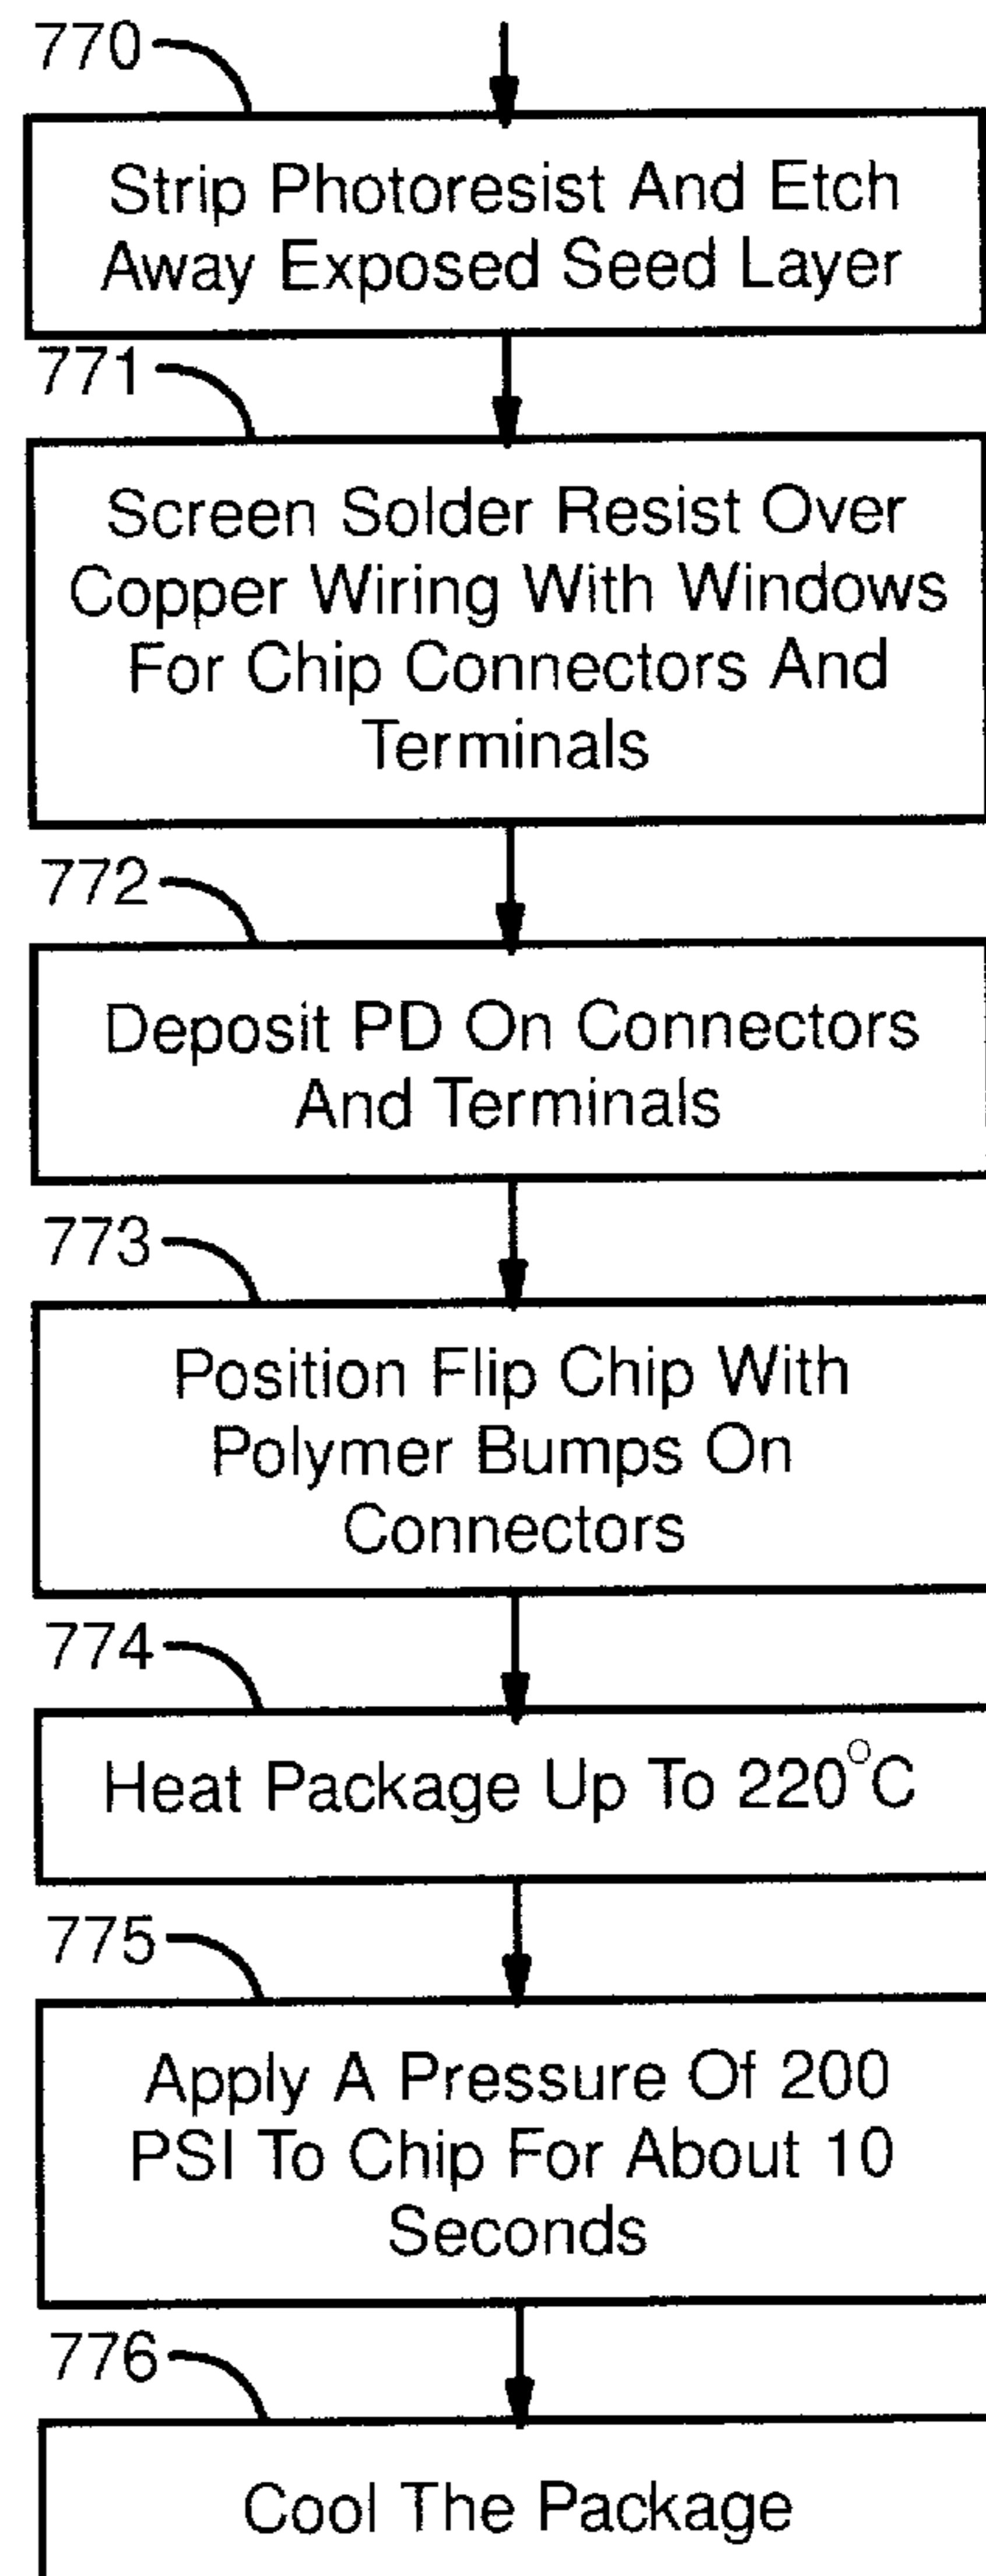 770
Strip Photoresist And Etch
Away Exposed Seed Layer
771
Screen Solder Resist Over
Copper Wiring With Windows
For Chip Connectors And
Terminals
772
Deposit PD On Connectors
And Terminals
773
Position Flip Chip With
Polymer Bumps On
Connectors
774
Heat Package Up To 220°C
775
Apply A Pressure Of 200
PSI To Chip For About 10
Seconds
776
Cool The Package